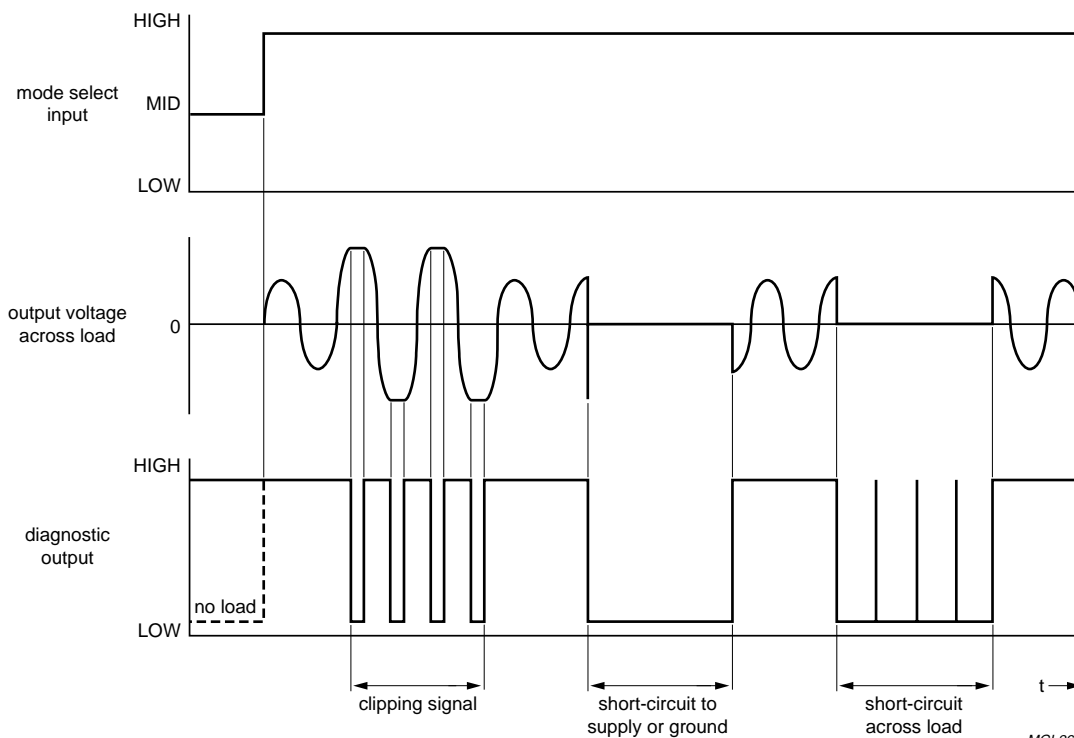 HIGH
mode select
input
MID
LOW
output voltage
across load
0
HIGH
diagnostic
output
no load
LOW
clipping signal
short-circuit to
supply or ground
short-circuit
across load
t